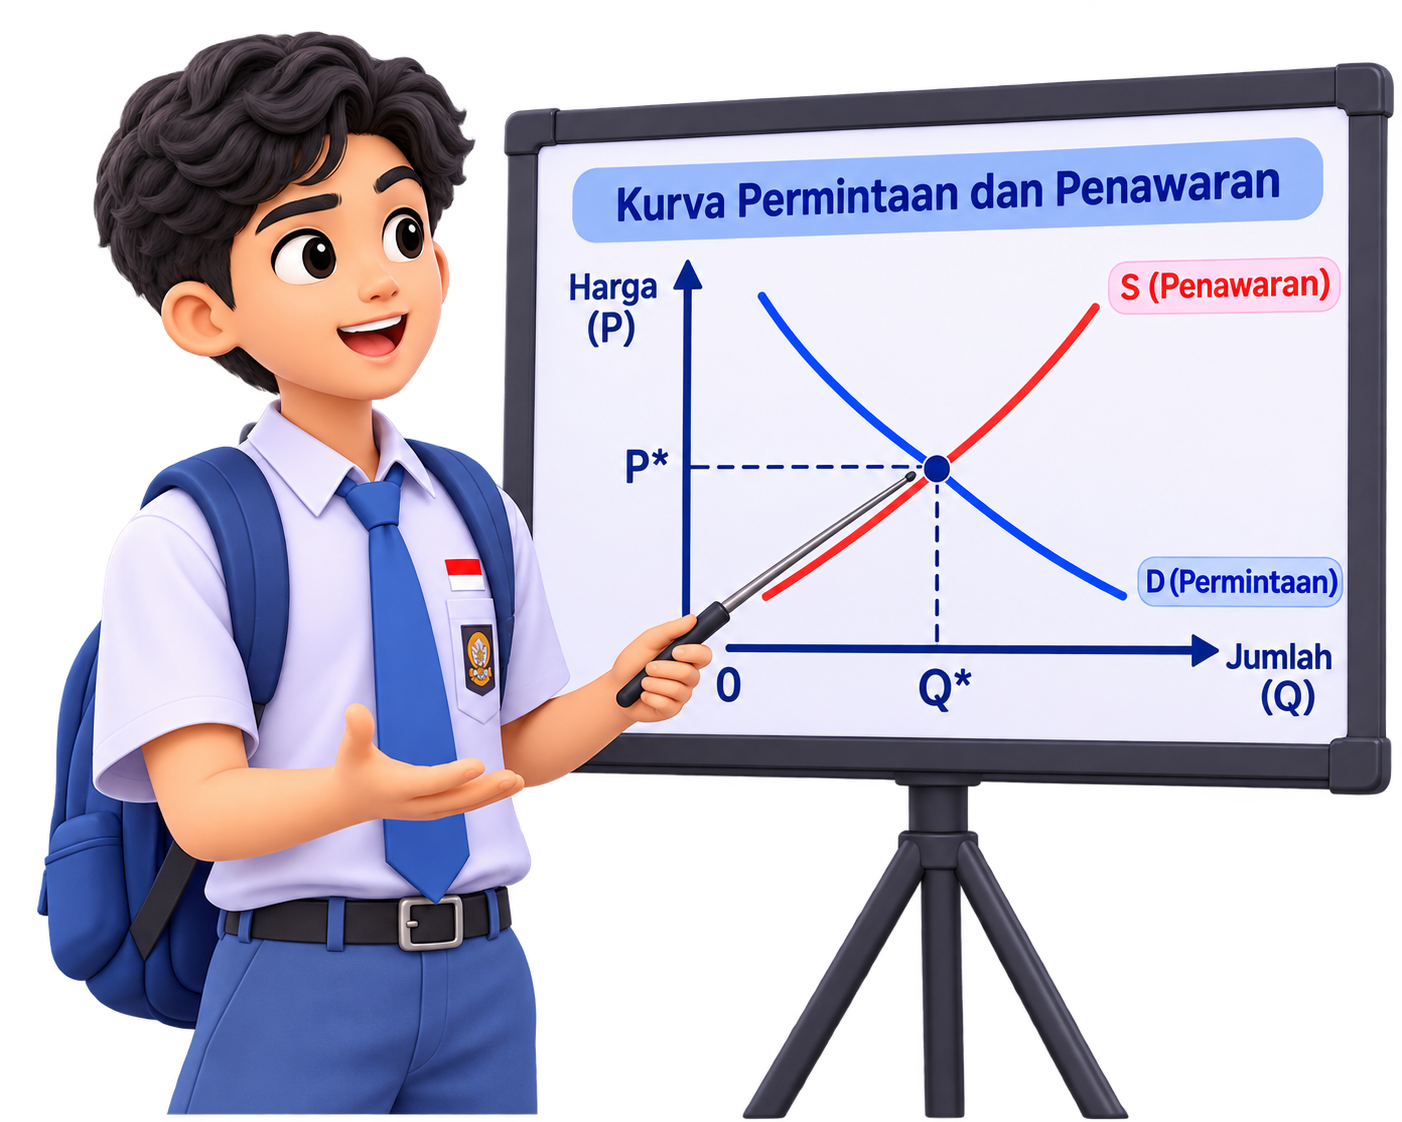 Kurva Permintaan dan Penawaran
Harga
(P)
S (Penawaran)
P*
D (Permintaan)
0
Q*
Jumlah
(Q)